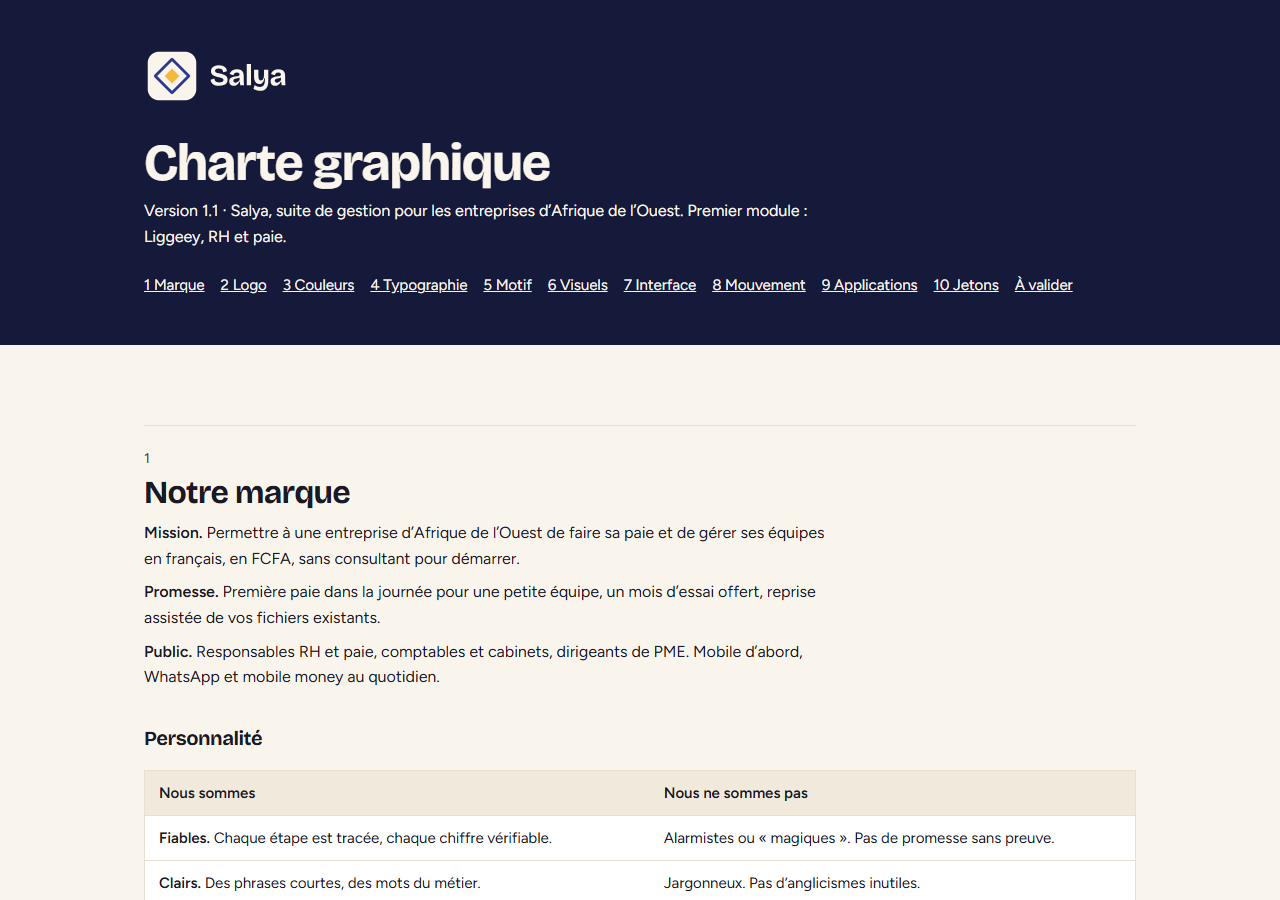 Salya
Charte graphique
Version 1.1 · Salya, suite de gestion pour les entreprises d’Afrique de l’Ouest. Premier module :
Liggeey, RH et paie.
1 Marque 2 Logo 3 Couleurs 4 Typographie 5 Motif 6 Visuels 7 Interface 8 Mouvement 9 Applications 10 Jetons À valider
1
Notre marque
Mission. Permettre à une entreprise d’Afrique de l’Ouest de faire sa paie et de gérer ses équipes
en français, en FCFA, sans consultant pour démarrer.
Promesse. Première paie dans la journée pour une petite équipe, un mois d’essai offert, reprise
assistée de vos fichiers existants.
Public. Responsables RH et paie, comptables et cabinets, dirigeants de PME. Mobile d’abord,
WhatsApp et mobile money au quotidien.
Personnalité
Nous sommes Nous ne sommes pas
Fiables. Chaque étape est tracée, chaque chiffre vérifiable. Alarmistes ou « magiques ». Pas de promesse sans preuve.
Clairs. Des phrases courtes, des mots du métier. Jargonneux. Pas d’anglicismes inutiles.